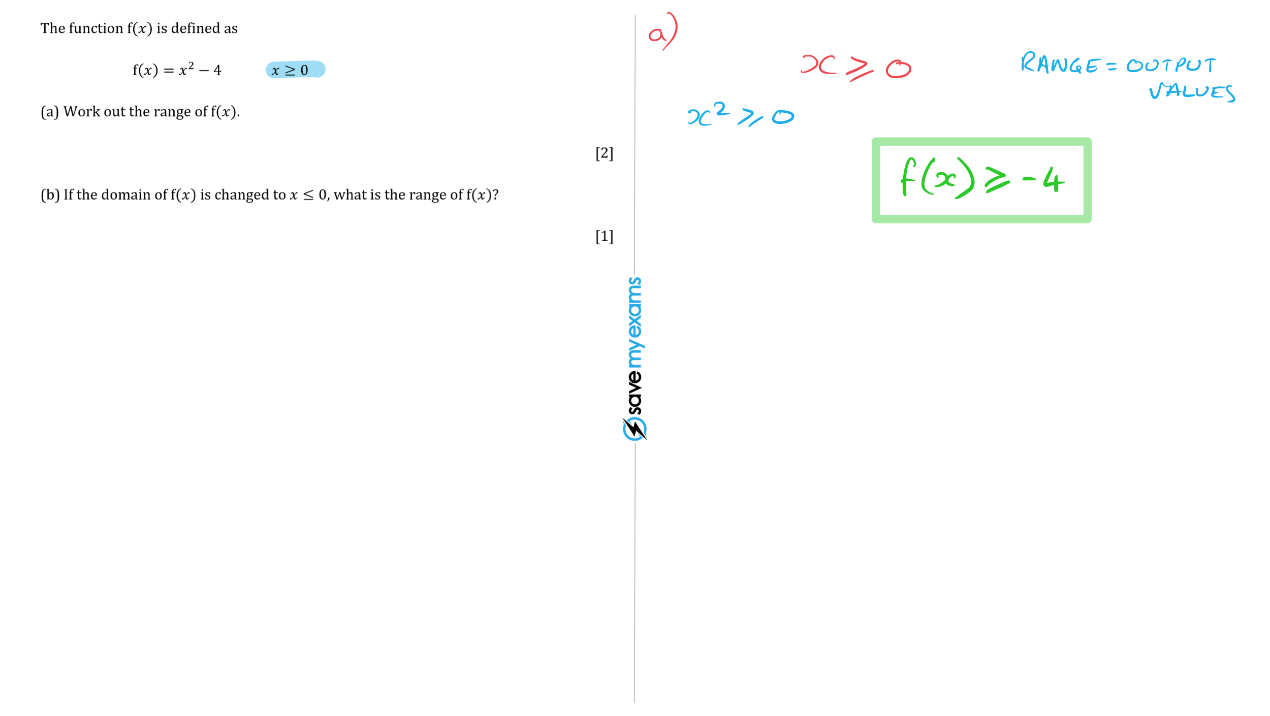 The function f(x) is defined as
f(x) = x² − 4 x ≥ 0
(a) Work out the range of f(x).
[2]
(b) If the domain of f(x) is changed to x ≤ 0, what is the range of f(x)?
[1]
save my exams
a)
x ≥ 0
RANGE = OUTPUT
VALUES
x² ≥ 0
f(x) ≥ -4